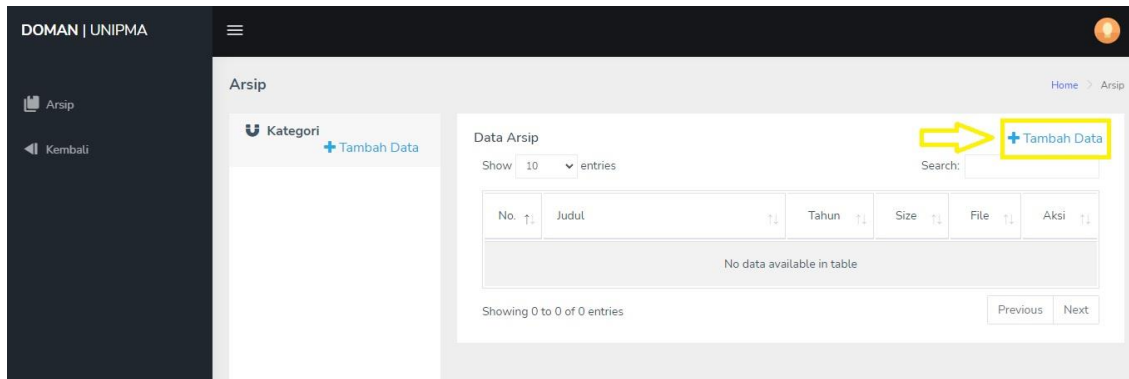 DOMAN | UNIPMA
Arsip
Kembali
Arsip
Home > Arsip
Kategori
Tambah Data
Data Arsip
Tambah Data
Show 10 entries
Search:
No. Judul Tahun Size File Aksi
No data available in table
Showing 0 to 0 of 0 entries
Previous Next